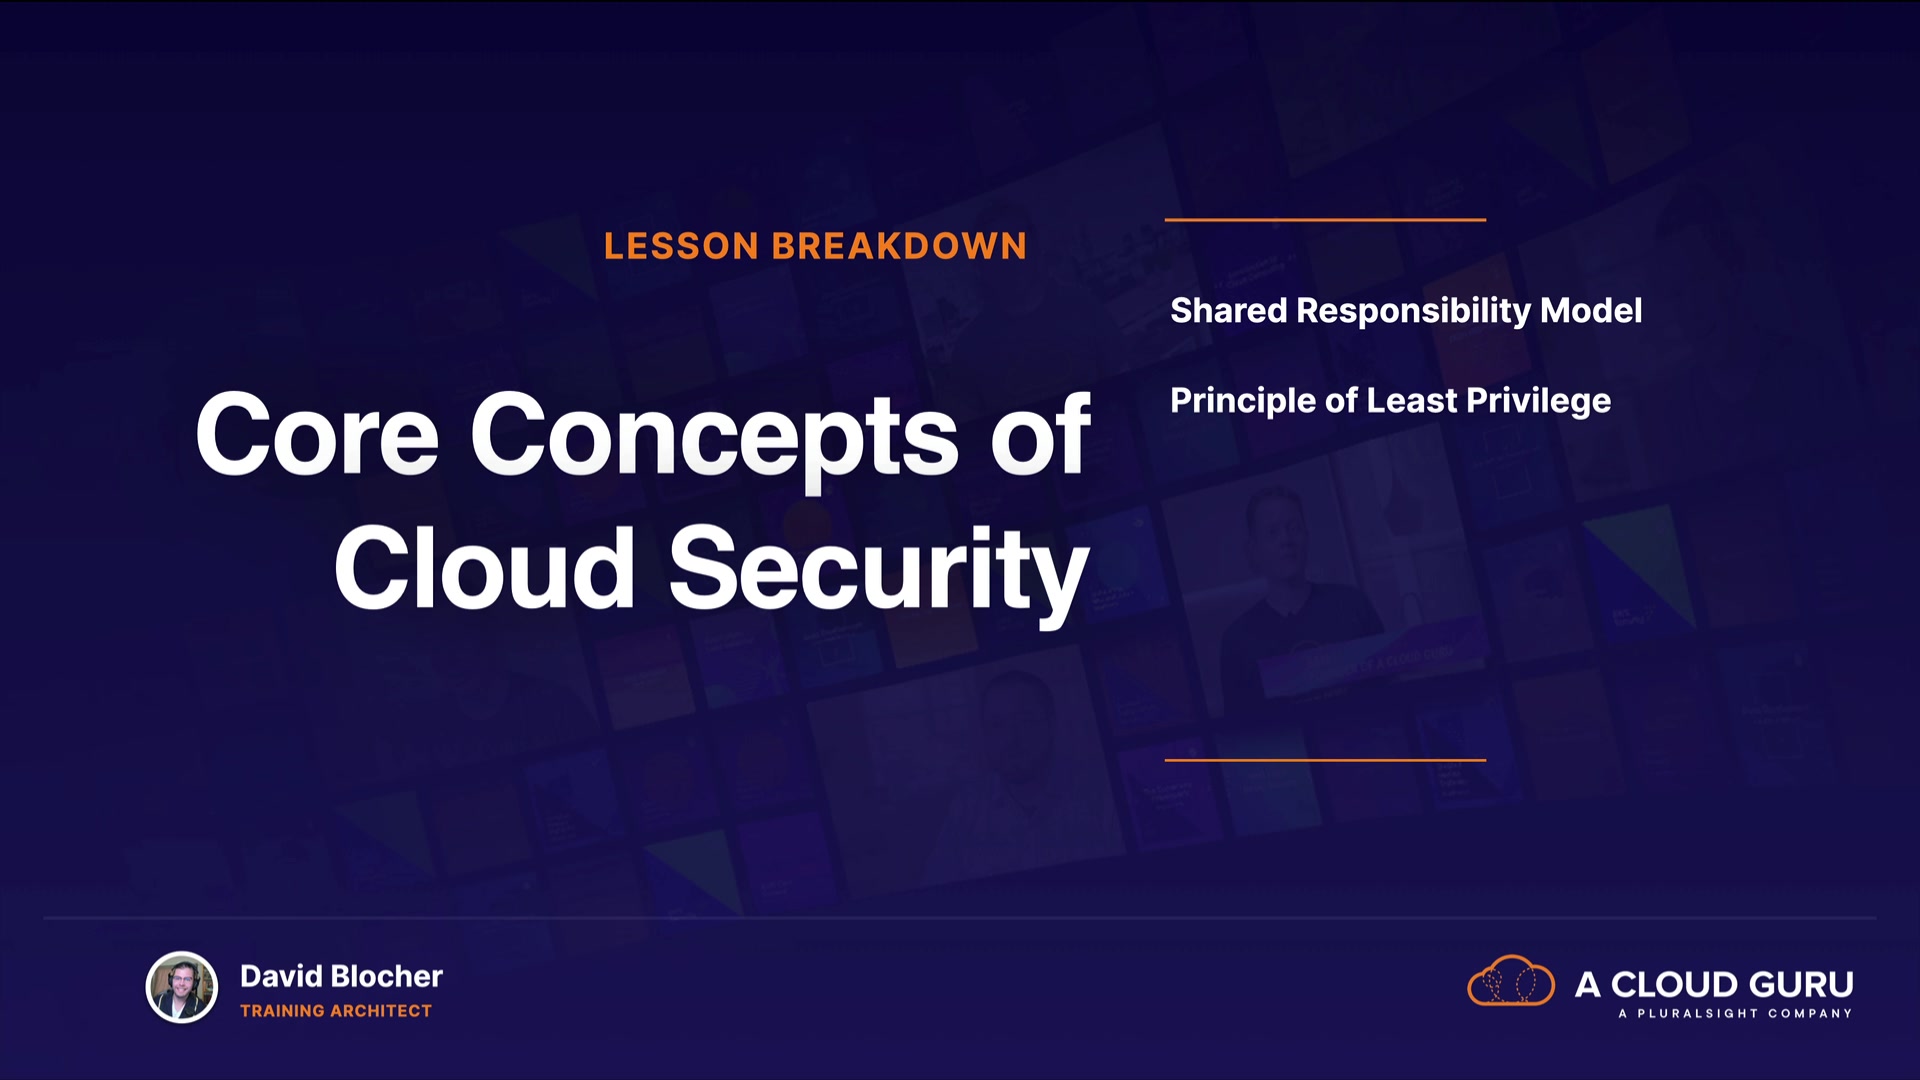 LESSON BREAKDOWN
Core Concepts of
Cloud Security
Shared Responsibility Model
Principle of Least Privilege
David Blocher
TRAINING ARCHITECT
A CLOUD GURU
A PLURALSIGHT COMPANY